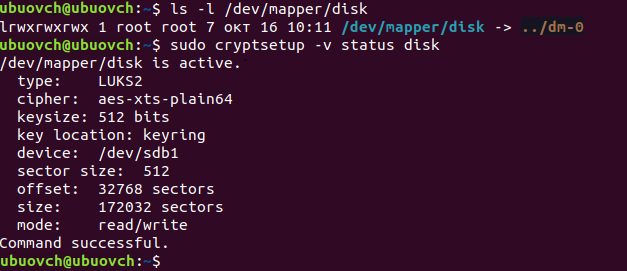 ubuovch@ubuovch:~$ ls -l /dev/mapper/disk
lrwxrwxrwx 1 root root 7 окт 16 10:11 /dev/mapper/disk -> ../dm-0
ubuovch@ubuovch:~$ sudo cryptsetup -v status disk
/dev/mapper/disk is active.
  type:    LUKS2
  cipher:  aes-xts-plain64
  keysize: 512 bits
  key location: keyring
  device:  /dev/sdb1
  sector size:  512
  offset:  32768 sectors
  size:    172032 sectors
  mode:    read/write
Command successful.
ubuovch@ubuovch:~$